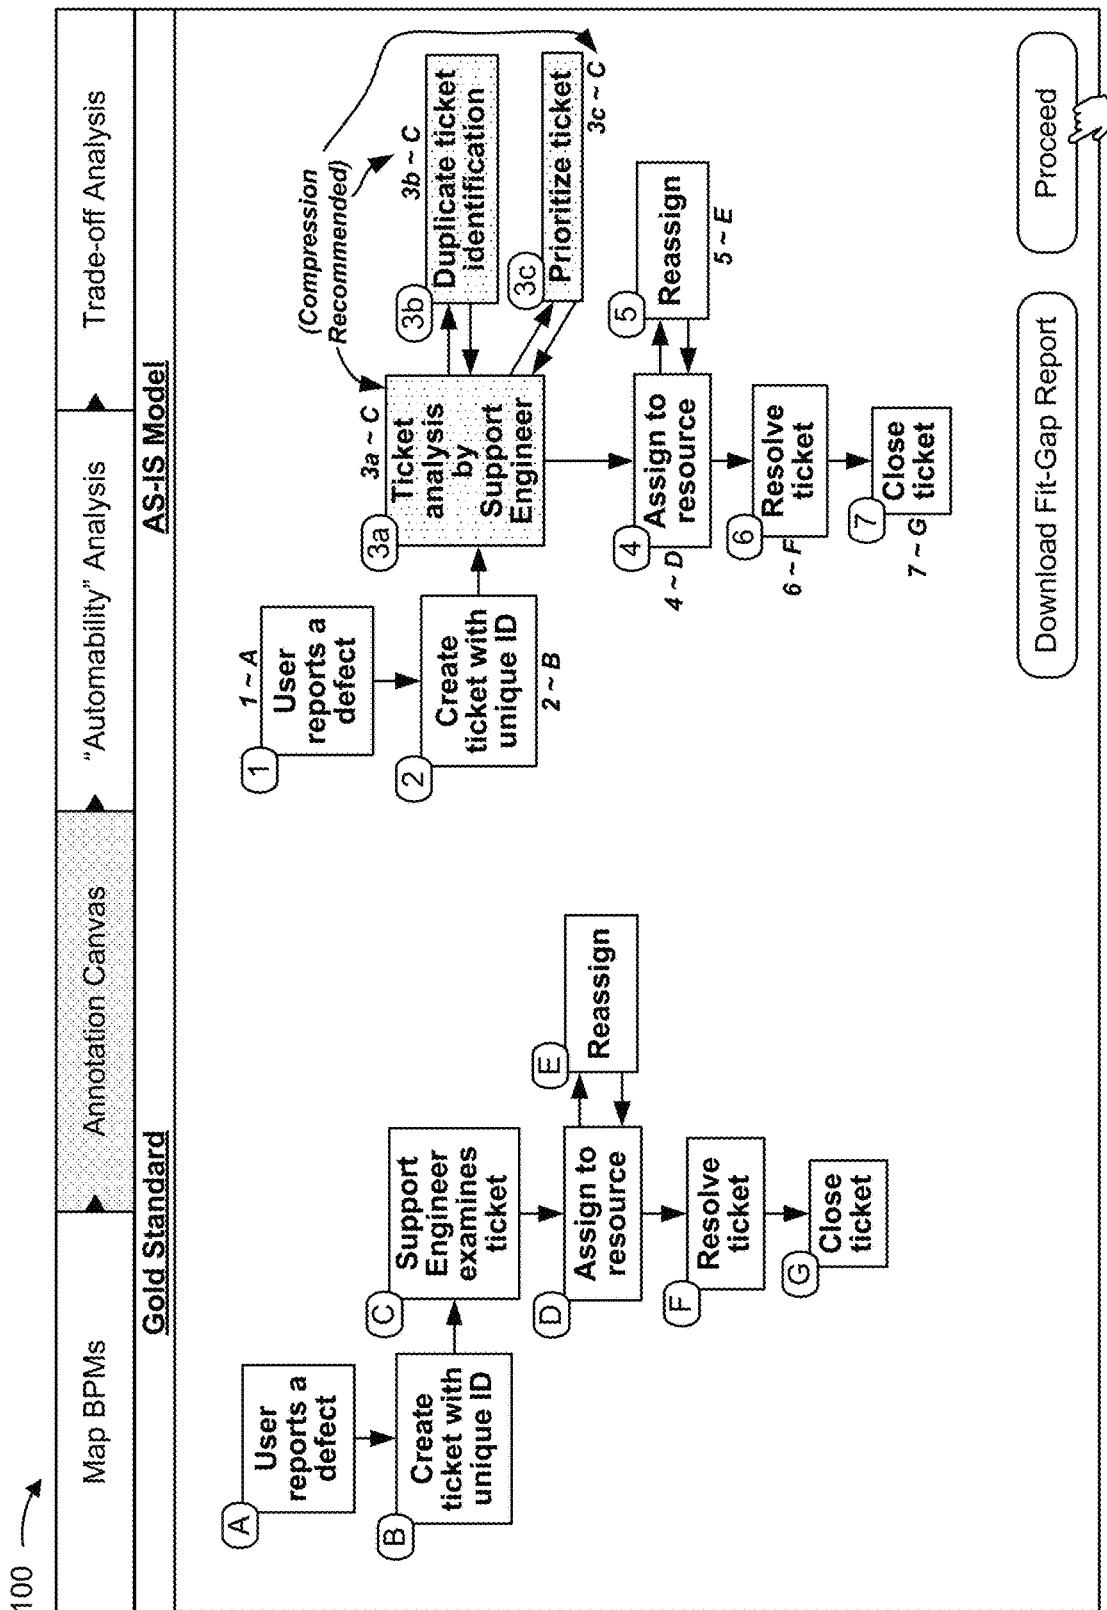 100
Map BPMs
Annotation Canvas
"Automability" Analysis
Trade-off Analysis
Gold Standard
AS-IS Model
A
User
reports a
defect
B
Create
ticket with
unique ID
C
Support
Engineer
examines
ticket
D
Assign to
resource
E
Reassign
F
Resolve
ticket
G
Close
ticket
1
1 ~ A
User
reports a
defect
2
Create
ticket with
unique ID
2 ~ B
(Compression
Recommended)
3a
3a ~ C
Ticket
analysis
by
Support
Engineer
3b
3b ~ C
Duplicate ticket
identification
3c
Prioritize ticket
3c ~ C
4
Assign to
resource
4 ~ D
5
Reassign
5 ~ E
6
Resolve
ticket
6 ~ F
7
Close
ticket
7 ~ G
Download Fit-Gap Report
Proceed